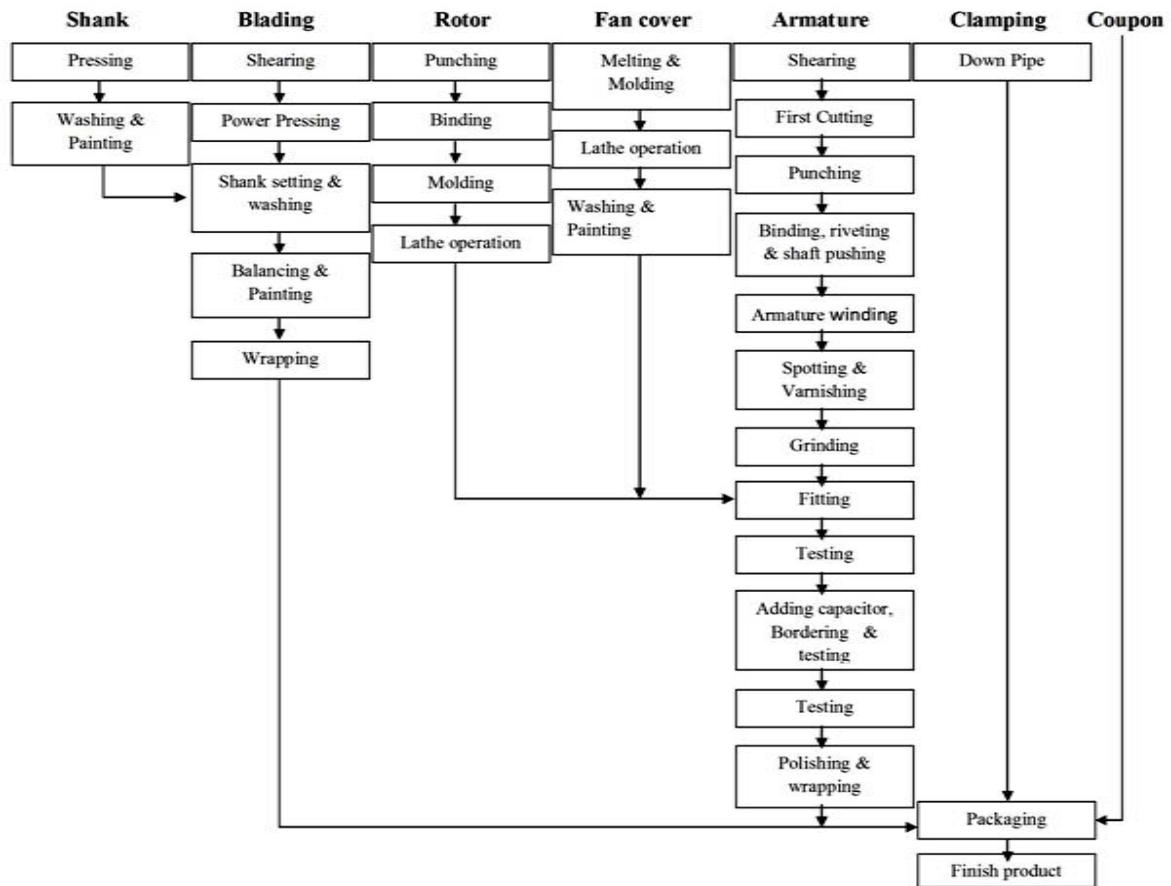 Shank
Blading
Rotor
Fan cover
Armature
Clamping
Coupon
Pressing
Washing &
Painting
Shearing
Power Pressing
Shank setting &
washing
Balancing &
Painting
Wrapping
Punching
Binding
Molding
Lathe operation
Melting &
Molding
Lathe operation
Washing &
Painting
Shearing
First Cutting
Punching
Binding, riveting
& shaft pushing
Armature winding
Spotting &
Varnishing
Grinding
Fitting
Testing
Adding capacitor,
Bordering &
testing
Testing
Polishing &
wrapping
Down Pipe
Packaging
Finish product